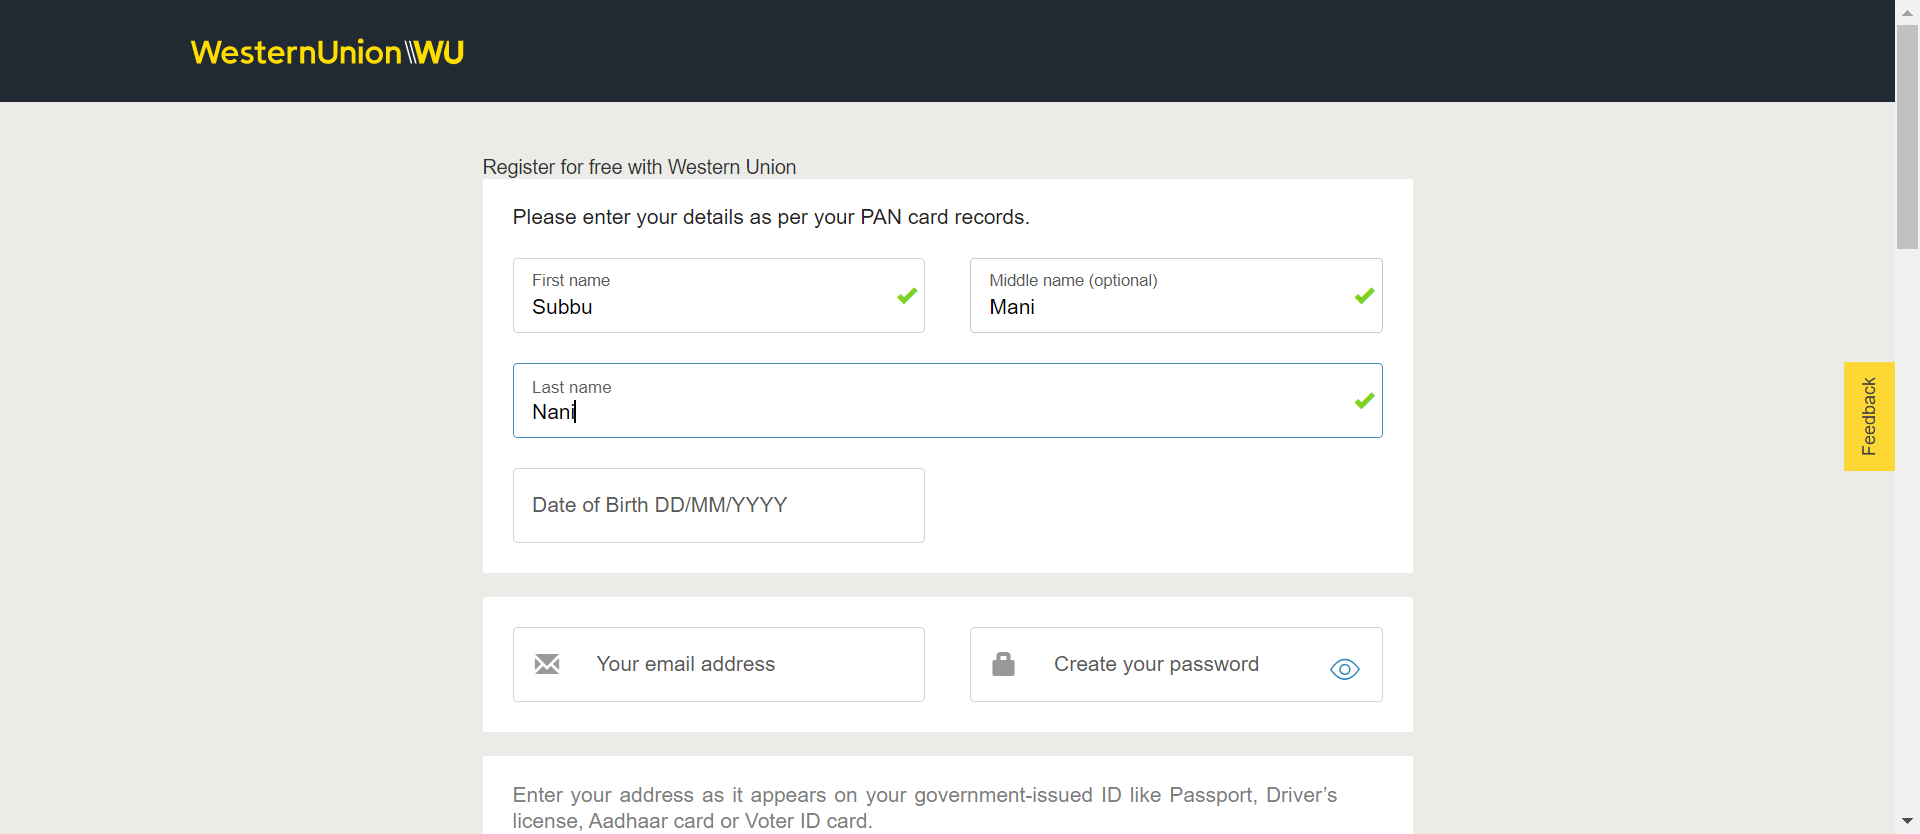 WesternUnion WU
Register for free with Western Union
Please enter your details as per your PAN card records.
First name
Subbu
Middle name (optional)
Mani
Last name
Nani
Date of Birth DD/MM/YYYY
Feedback
Your email address
Create your password
Enter your address as it appears on your government-issued ID like Passport, Driver’s
license, Aadhaar card or Voter ID card.